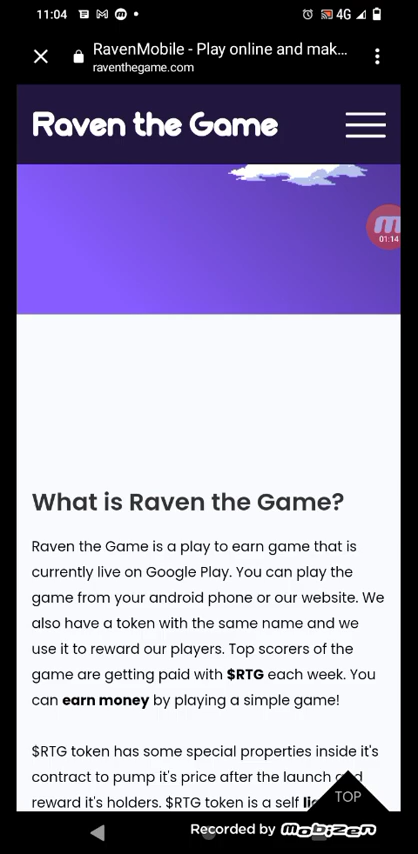 11:04
4G
RavenMobile - Play online and mak...
raventhegame.com
Raven the Game
01:14
What is Raven the Game?
Raven the Game is a play to earn game that is
currently live on Google Play. You can play the
game from your android phone or our website. We
also have a token with the same name and we
use it to reward our players. Top scorers of the
game are getting paid with $RTG each week. You
can earn money by playing a simple game!
$RTG token has some special properties inside it's
contract to pump it's price after the launch and
reward it's holders. $RTG token is a self
TOP
Recorded by mobizen